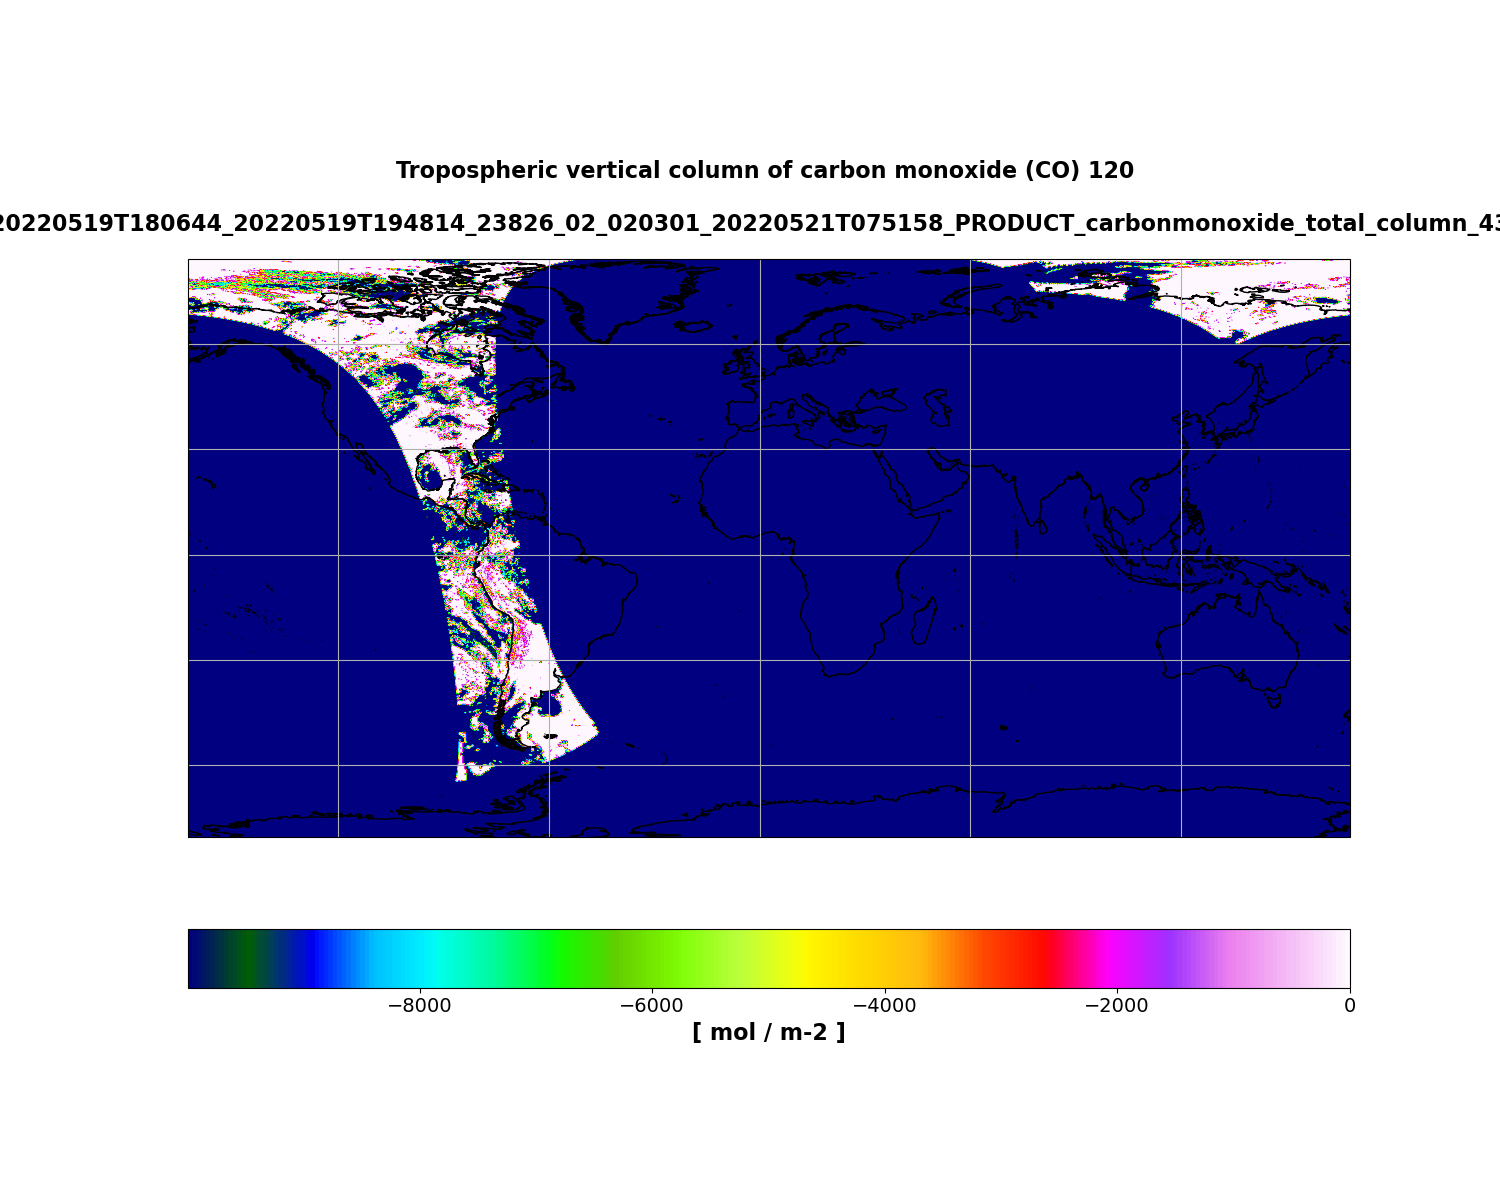 Tropospheric vertical column of carbon monoxide (CO) 120
20220519T180644_20220519T194814_23826_02_020301_20220521T075158_PRODUCT_carbonmonoxide_total_column_43
−8000 −6000 −4000 −2000 0
[ mol / m-2 ]